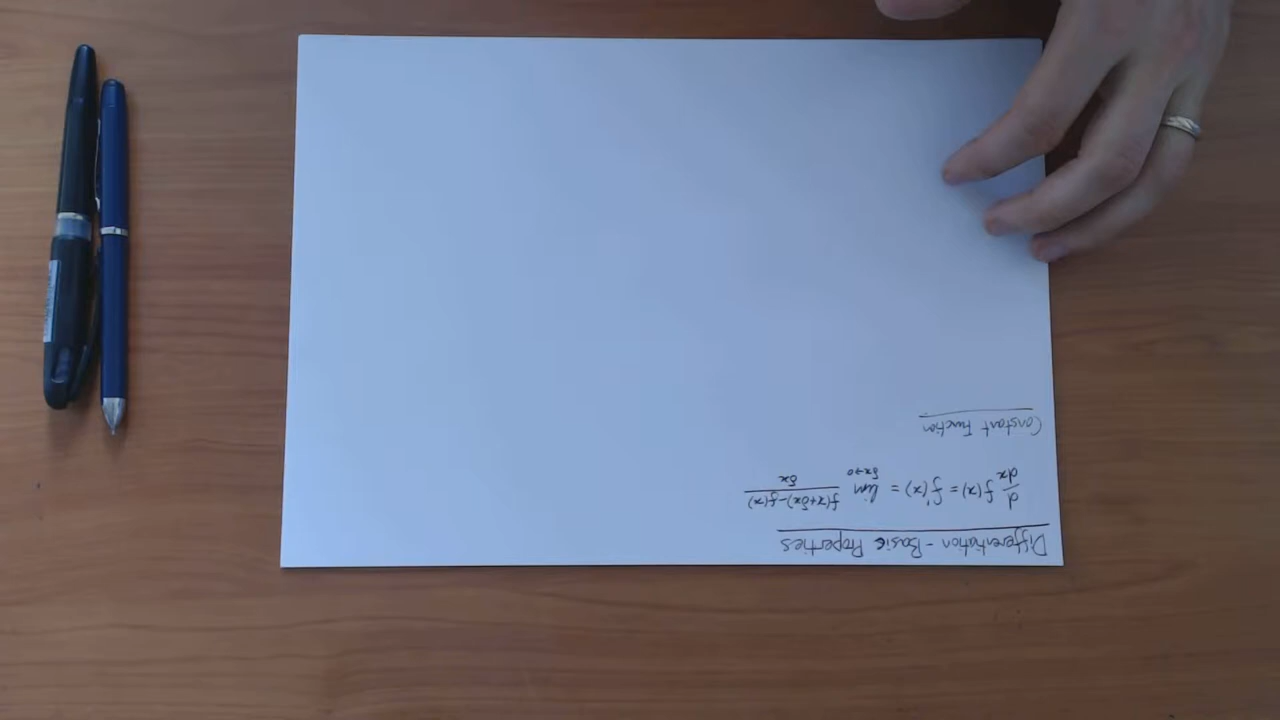 Differentiation - Basic Properties
d/dx f(x) = f'(x) = lim δx→0 f(x+δx)-f(x)/δx
Constant Function